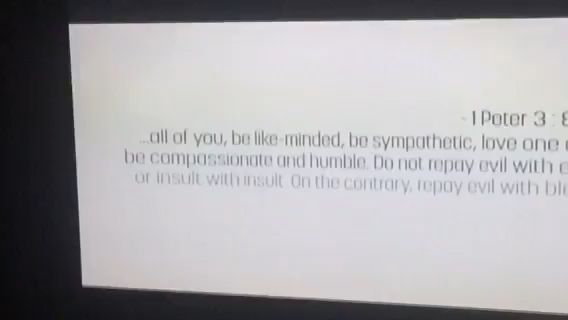 - 1 Peter 3 : 8
...all of you, be like-minded, be sympathetic, love one
be compassionate and humble. Do not repay evil with
or insult with insult. On the contrary, repay evil with